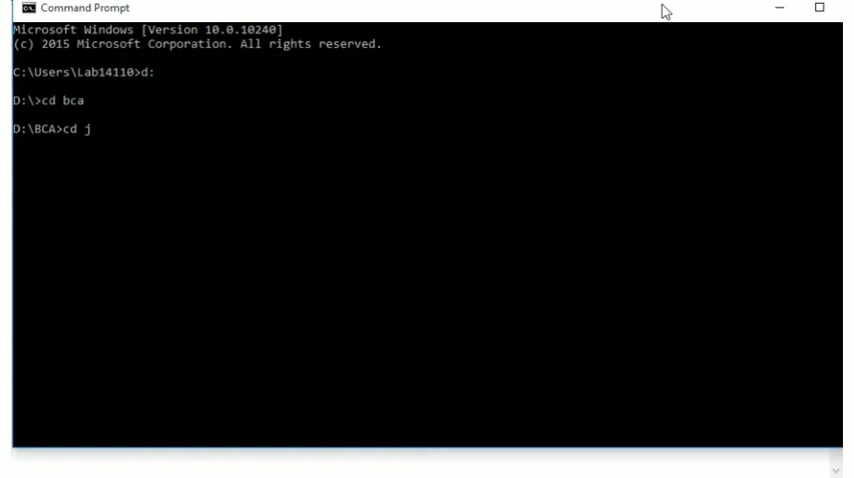 Command Prompt
Microsoft Windows [Version 10.0.10240]
(c) 2015 Microsoft Corporation. All rights reserved.
C:\Users\Lab14110>d:
D:\>cd bca
D:\BCA>cd j